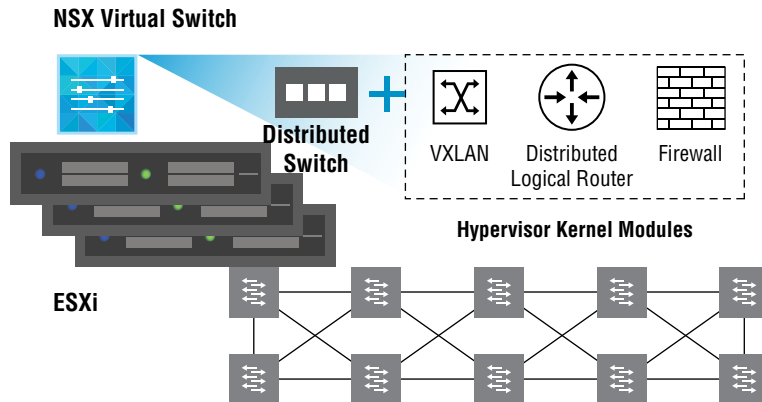 NSX Virtual Switch
Distributed
Switch
VXLAN
Distributed
Logical Router
Firewall
Hypervisor Kernel Modules
ESXi